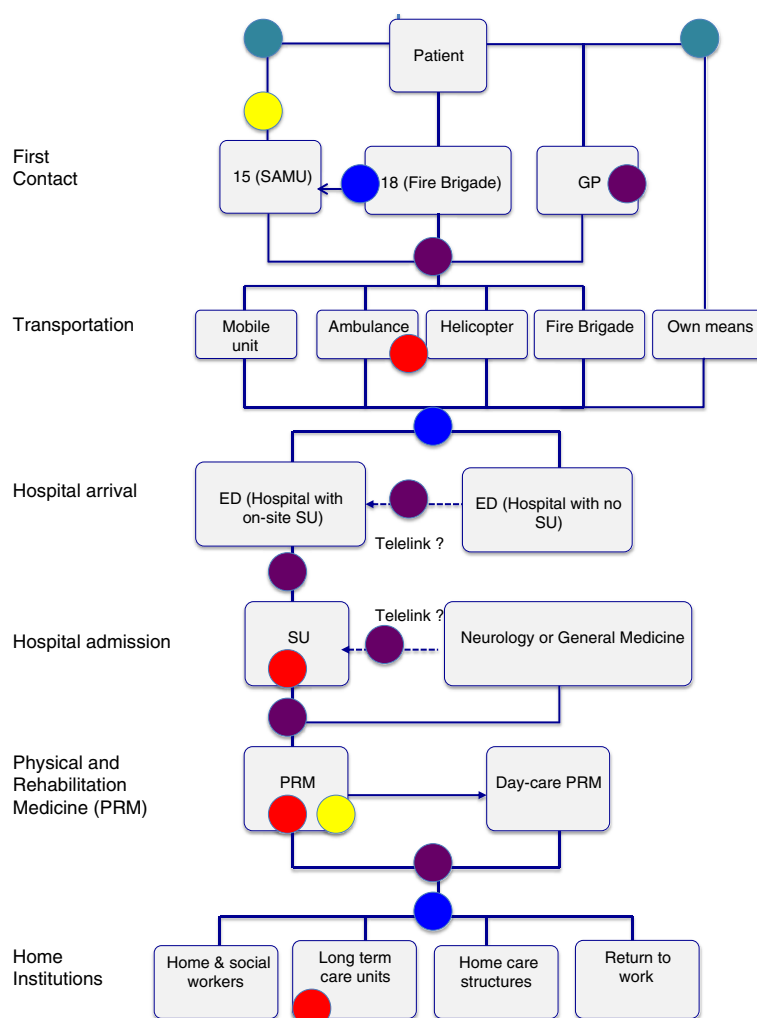 Patient
First
Contact
15 (SAMU)
18 (Fire Brigade)
GP
Transportation
Mobile
unit
Ambulance
Helicopter
Fire Brigade
Own means
Hospital arrival
ED (Hospital with
on-site SU)
ED (Hospital with no
SU)
Telelink ?
Hospital admission
SU
Telelink ?
Neurology or General Medicine
Physical and
Rehabilitation
Medicine (PRM)
PRM
Day-care PRM
Home
Institutions
Home & social
workers
Long term
care units
Home care
structures
Return to
work